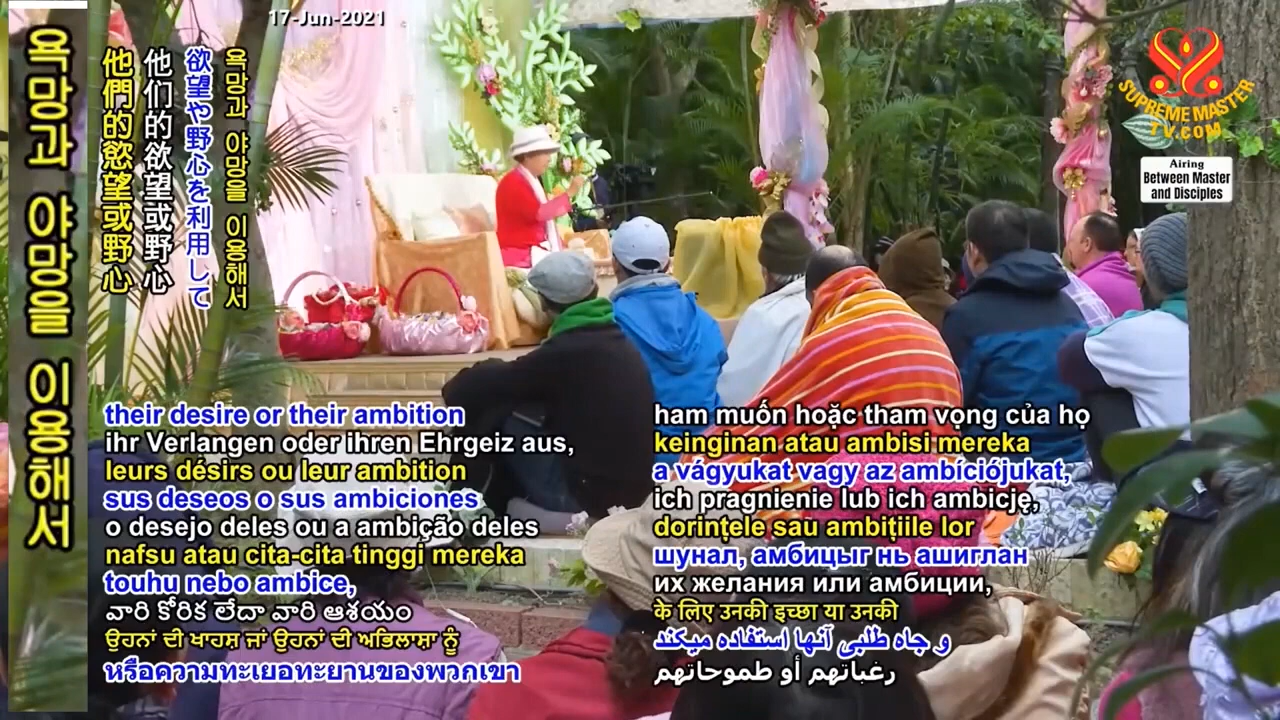 17-Jun-2021
욕망과 야망을 이용해서
他們的慾望或野心
他们的欲望或野心
欲望や野心を利用して
욕망과 야망을 이용해서
SUPREME MASTER
TV.COM
Airing
Between Master
and Disciples
their desire or their ambition
ihr Verlangen oder ihren Ehrgeiz aus,
leurs désirs ou leur ambition
sus deseos o sus ambiciones
o desejo deles ou a ambição deles
nafsu atau cita-cita tinggi mereka
touhu nebo ambice,
వారి కోరిక లేదా వారి ఆశయం
ਉਹਨਾਂ ਦੀ ਖਾਹਸ਼ ਜਾਂ ਉਹਨਾਂ ਦੀ ਅਭਿਲਾਸ਼ਾ ਨੂੰ
หรือความทะเยอทะยานของพวกเขา
ham muốn hoặc tham vọng của họ
keinginan atau ambisi mereka
a vágyukat vagy az ambíciójukat,
ich pragnienie lub ich ambicję,
dorințele sau ambițiile lor
шунал, амбицыг нь ашиглан
их желания или амбиции,
के लिए उनकी इच्छा या उनकी
و جاه طلبی آنها استفاده میکند
رغباتهم أو طموحاتهم